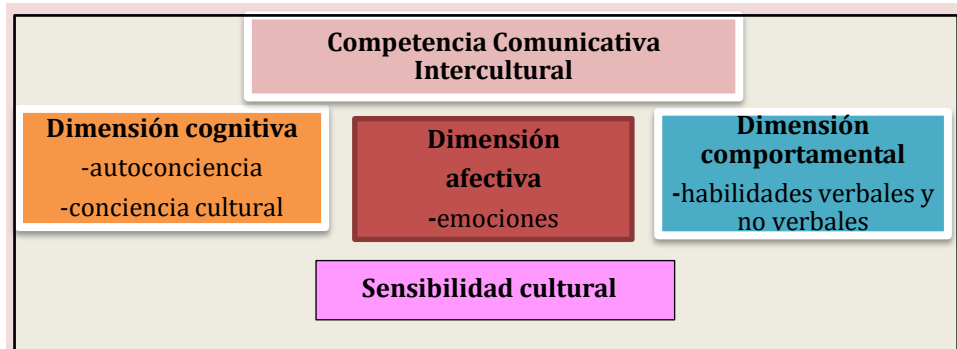 Competencia Comunicativa
Intercultural
Dimensión cognitiva
-autoconciencia
-conciencia cultural
Dimensión
afectiva
-emociones
Dimensión
comportamental
-habilidades verbales y
no verbales
Sensibilidad cultural